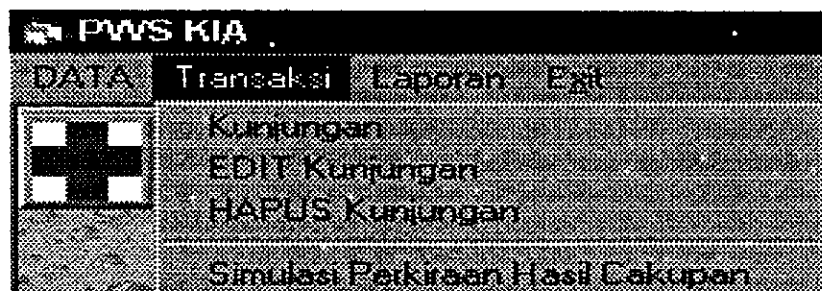 PWS KIA
DATA Transaksi Laporan Exit
Kunjungan
EDIT Kunjungan
HAPUS Kunjungan
Simulasi Perkiraan Hasil Cakupan